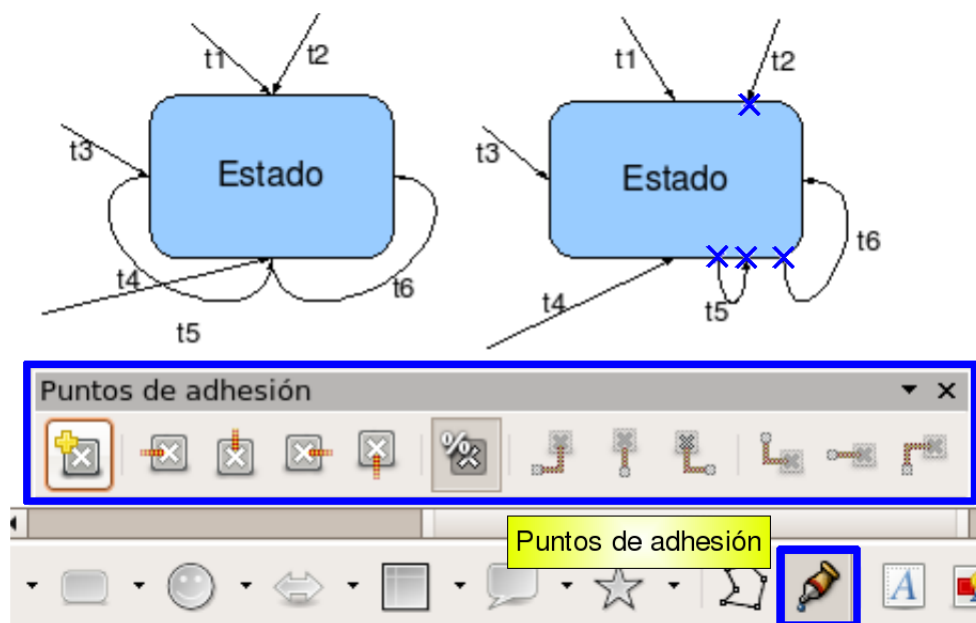 t1
t2
t3
Estado
t4
t6
t5
t1
t2
t3
Estado
t6
t4
t5
Puntos de adhesión
%
Puntos de adhesión
A